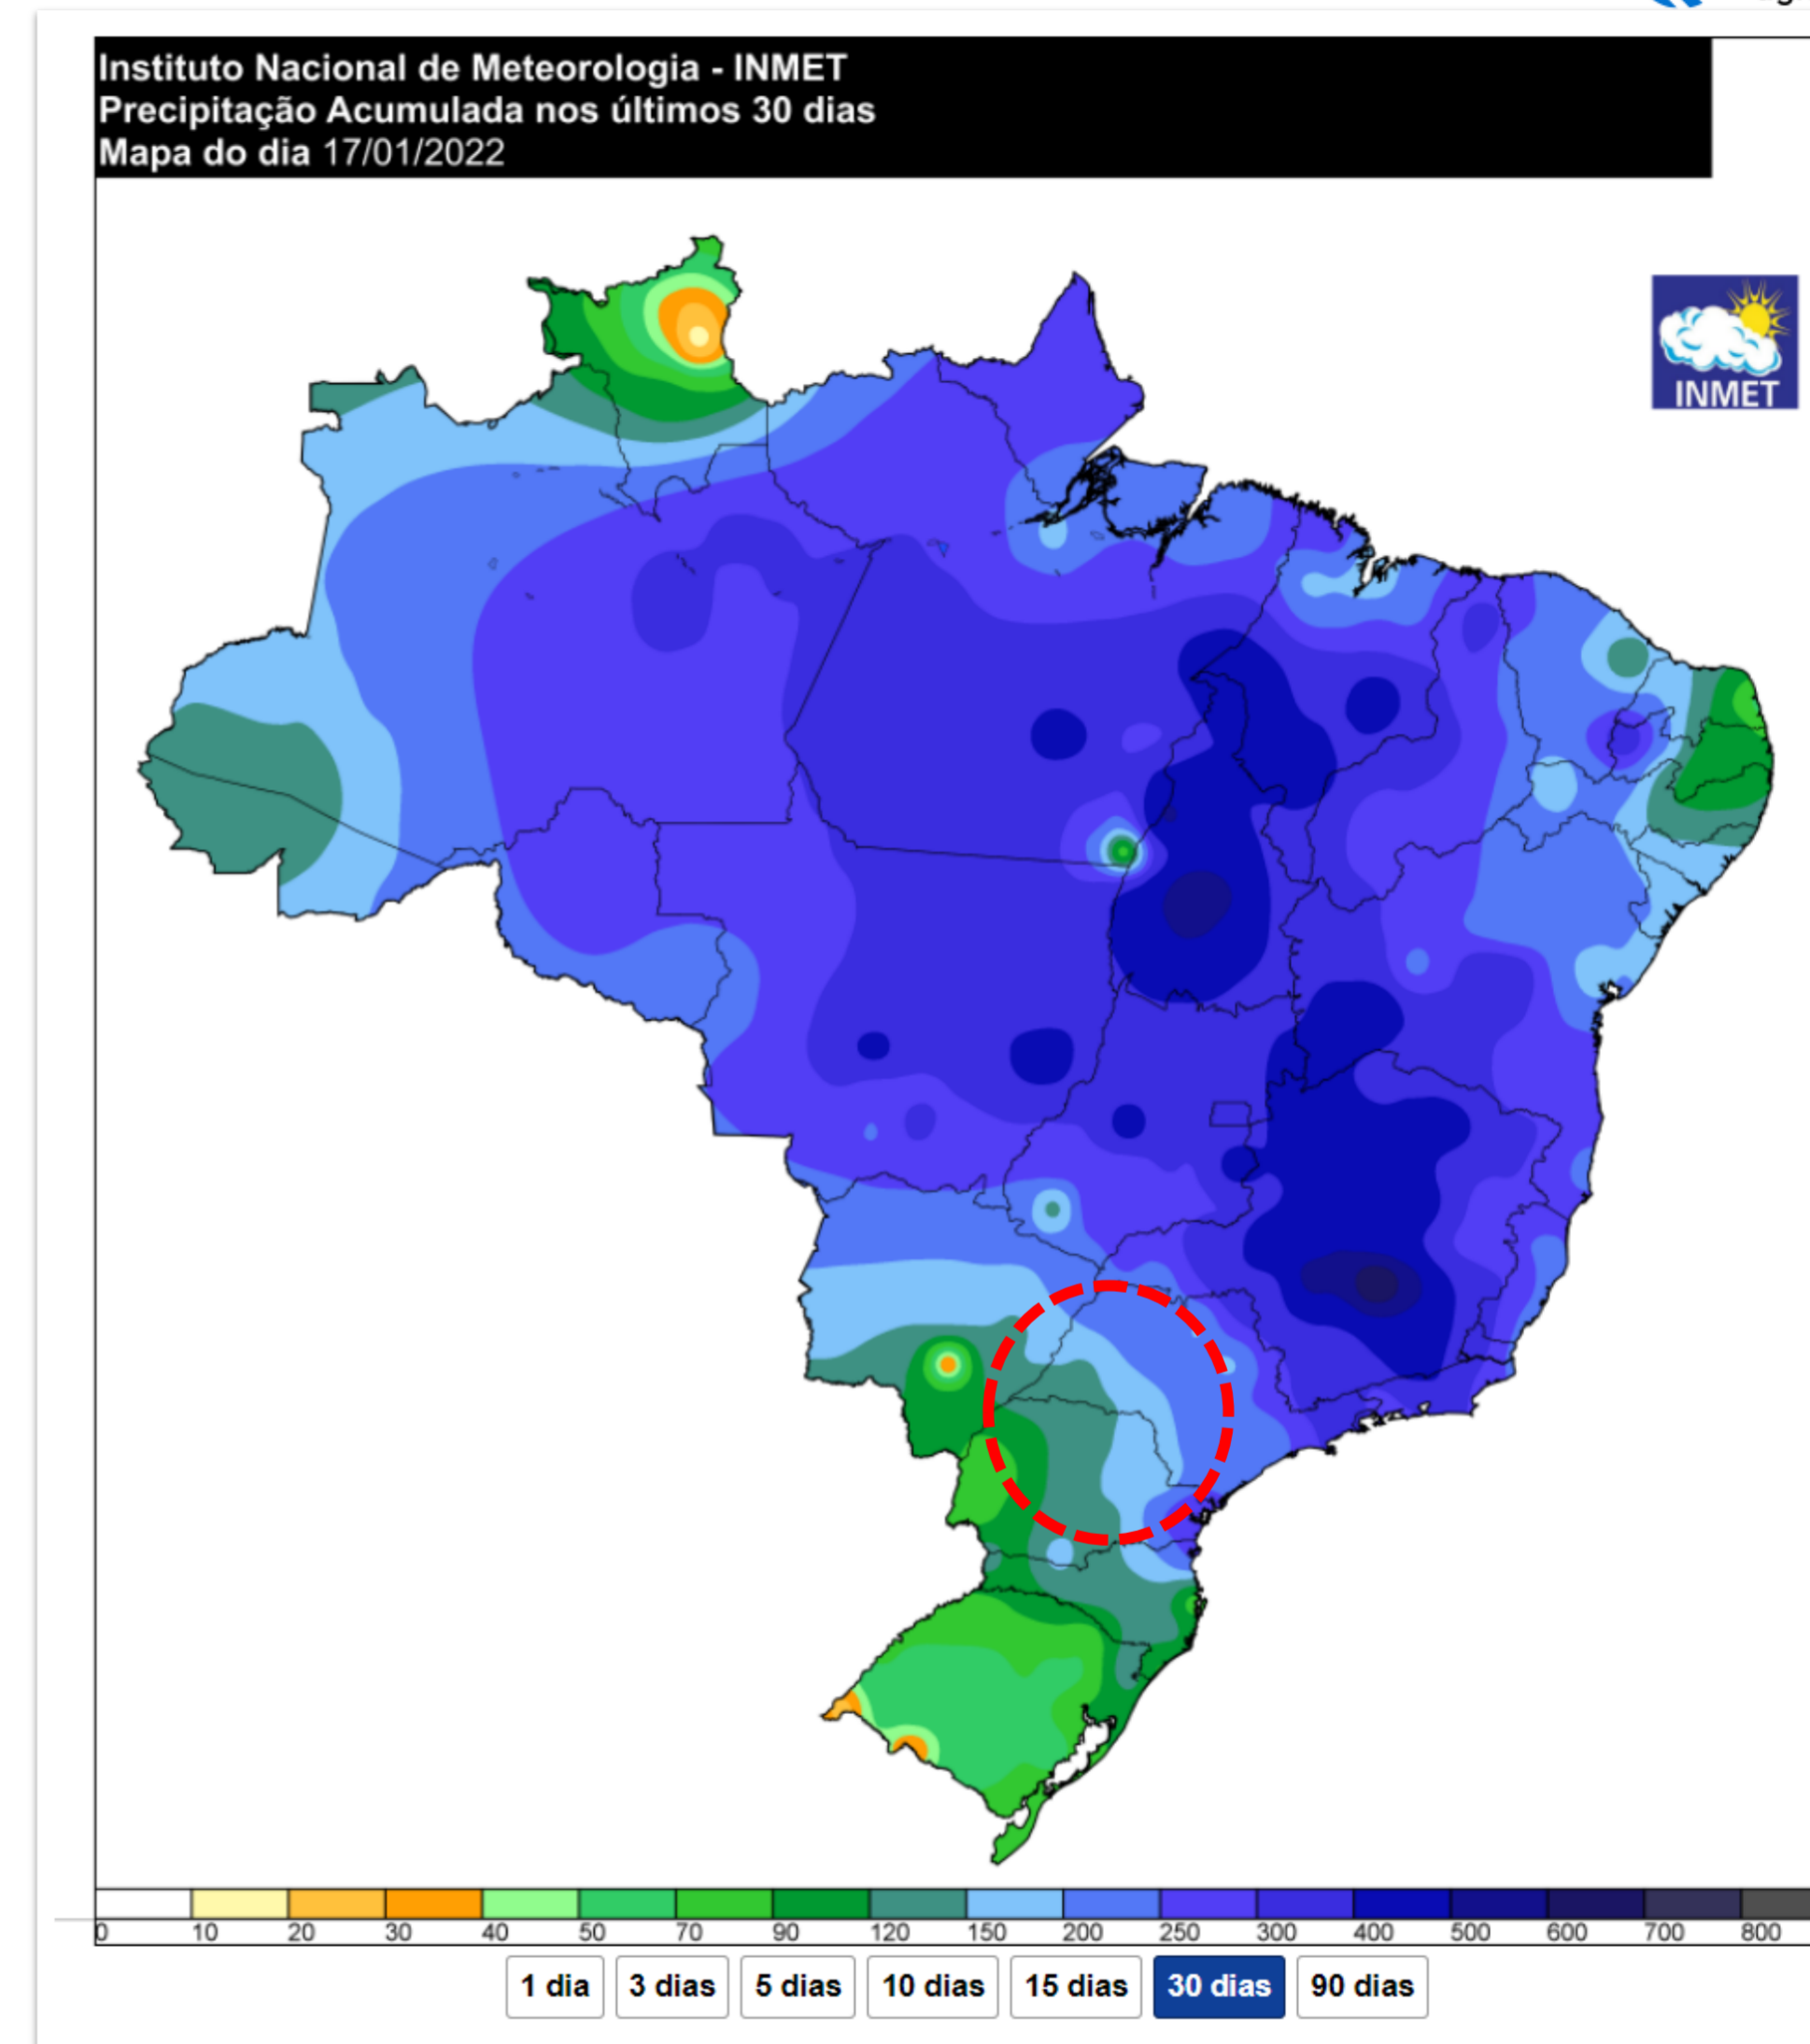 Instituto Nacional de Meteorologia - INMET
Precipitação Acumulada nos últimos 30 dias
Mapa do dia 17/01/2022
INMET
0 10 20 30 40 50 70 90 120 150 200 250 300 400 500 600 700 800
1 dia 3 dias 5 dias 10 dias 15 dias 30 dias 90 dias